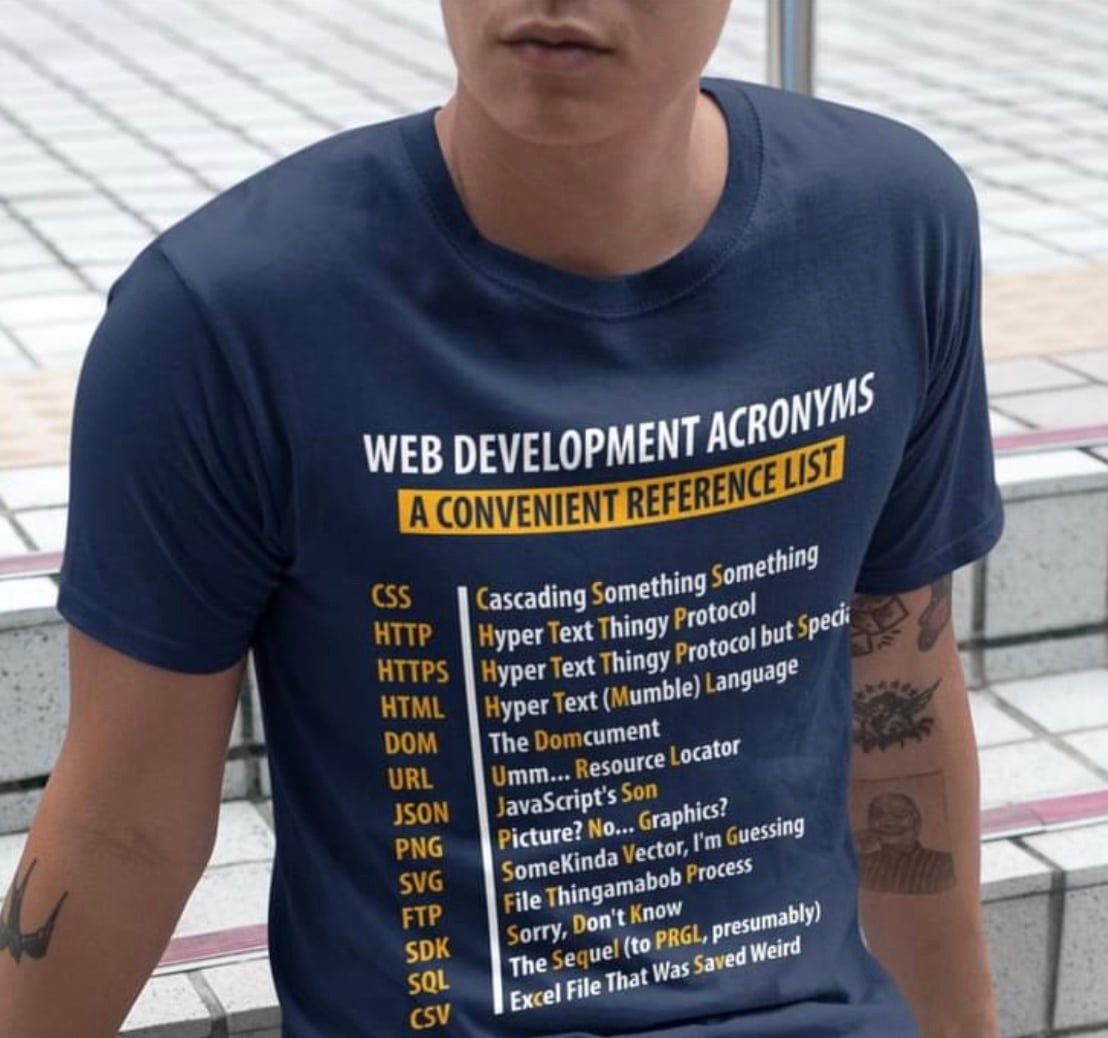 WEB DEVELOPMENT ACRONYMS
A CONVENIENT REFERENCE LIST
CSS Cascading Something Something
HTTP Hyper Text Thingy Protocol
HTTPS Hyper Text Thingy Protocol but Specia
HTML Hyper Text (Mumble) Language
DOM The Domcument
URL Umm... Resource Locator
JSON JavaScript's Son
PNG Picture? No... Graphics?
SVG SomeKinda Vector, I'm Guessing
FTP File Thingamabob Process
SDK Sorry, Don't Know
SQL The Sequel (to PRGL, presumably)
CSV Excel File That Was Saved Weird